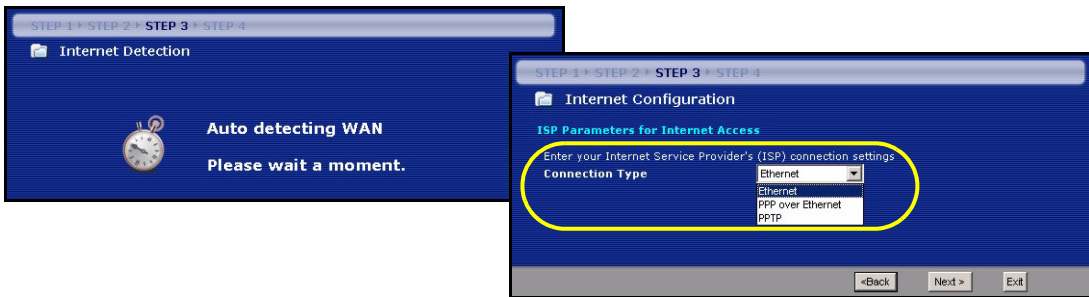 STEP 1 ▸ STEP 2 ▸ STEP 3 ▸ STEP 4
Internet Detection
Auto detecting WAN
Please wait a moment.
STEP 1 ▸ STEP 2 ▸ STEP 3 ▸ STEP 4
Internet Configuration
ISP Parameters for Internet Access
Enter your Internet Service Provider's (ISP) connection settings
Connection Type Ethernet
Ethernet
PPP over Ethernet
PPTP
<Back Next > Exit